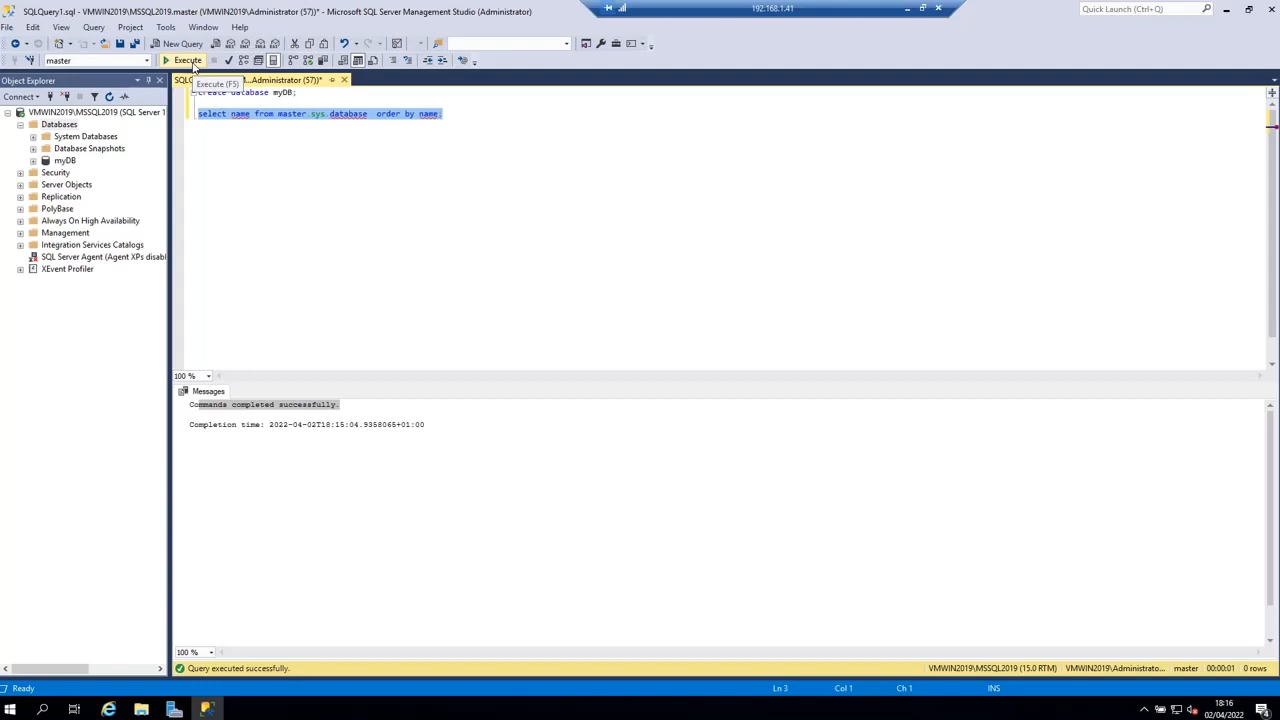 SQLQuery1.sql - VMWIN2019\MSSQL2019.master (VMWIN2019\Administrator (57))* - Microsoft SQL Server Management Studio (Administrator)
192.168.1.41
Quick Launch (Ctrl+Q)
File Edit View Query Project Tools Window Help
New Query
master
Execute
Object Explorer
SQLQ M...Administrator (57))*
Execute (F5)
create database myDB;
Connect
select name from master sys.database order by name;
VMWIN2019\MSSQL2019 (SQL Server 1
Databases
System Databases
Database Snapshots
myDB
Security
Server Objects
Replication
PolyBase
Always On High Availability
Management
Integration Services Catalogs
SQL Server Agent (Agent XPs disabl
XEvent Profiler
100 %
Messages
Commands completed successfully.
Completion time: 2022-04-02T18:15:04.9358065+01:00
100 %
Query executed successfully.
VMWIN2019\MSSQL2019 (15.0 RTM)
VMWIN2019\Administrato...
master
00:00:01
0 rows
Ready
Ln 3
Col 1
Ch 1
INS
18:16
02/04/2022